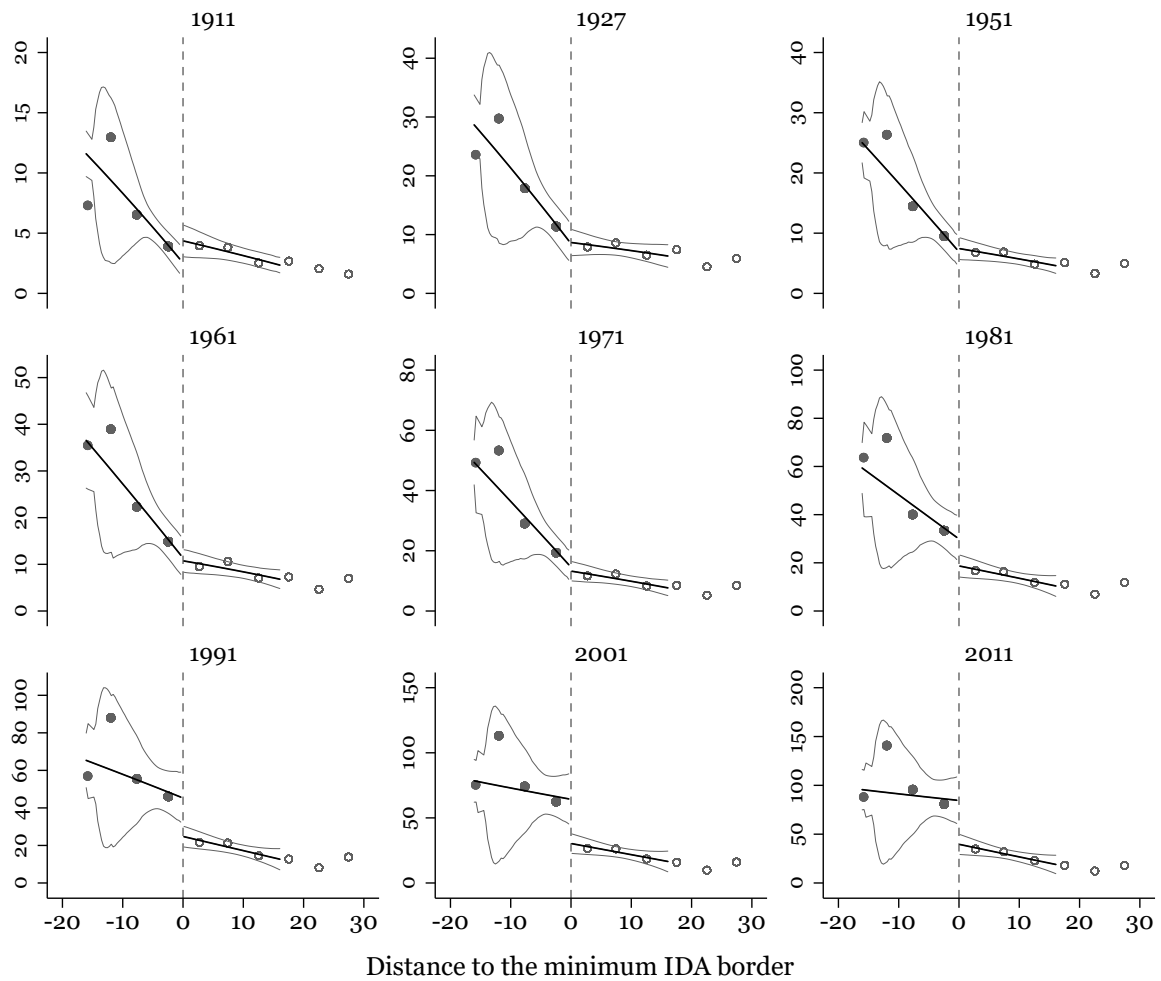 1911 1927 1951
20 15 10 5 0
40 30 20 10 0
40 30 20 10 0
1961 1971 1981
50 40 30 20 10 0
80 60 40 20 0
100 80 60 40 20 0
1991 2001 2011
100 80 60 40 20 0
150 100 50 0
200 150 100 50 0
-20 -10 0 10 20 30 -20 -10 0 10 20 30 -20 -10 0 10 20 30
Distance to the minimum IDA border